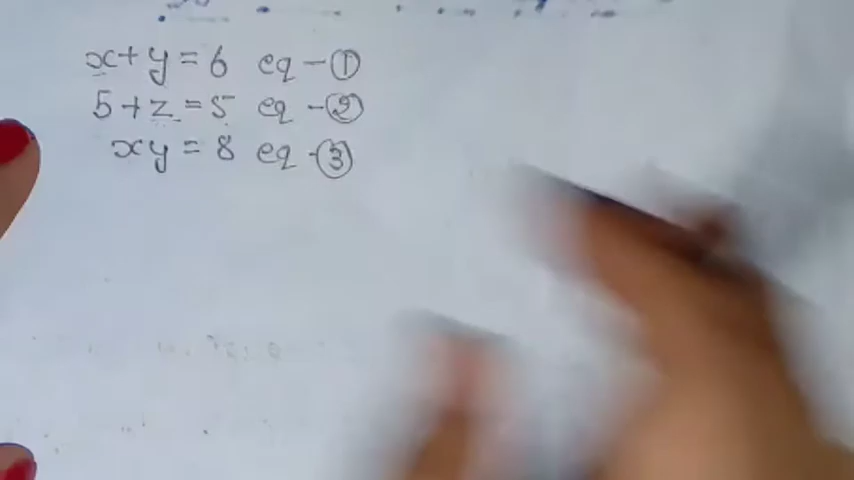 x+y=6 eq-①
5+z=5 eq-②
xy=8 eq-③